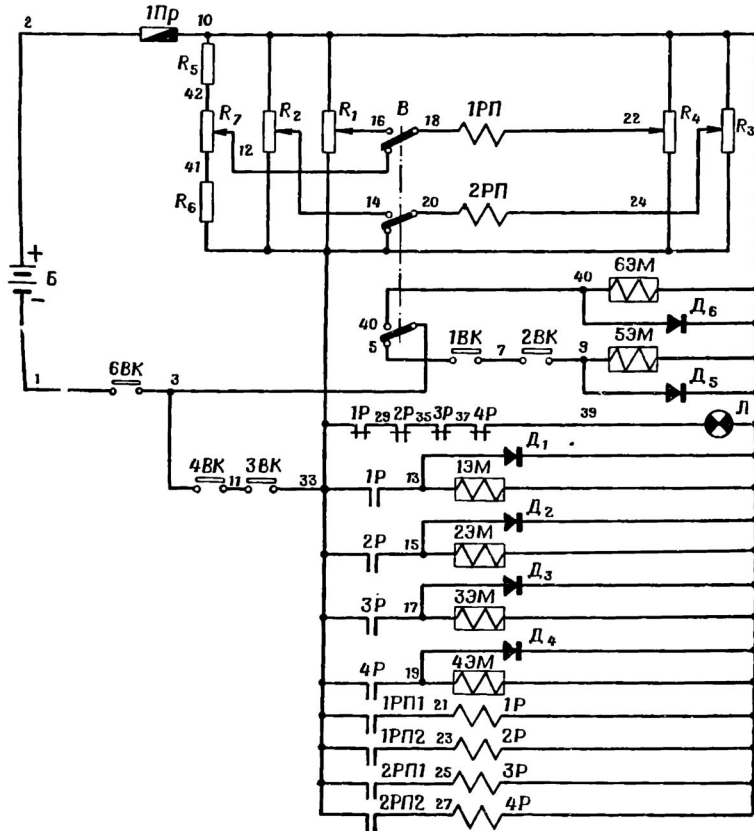 2 1Пр 10
R5
42
R7 R2 R1 16 В 18 1РП 22 R4 R3
12
41
R6 14 20 2РП 24
+
Б
-
40 6ЭМ
Д6
40
5 1ВК 7 2ВК 9 5ЭМ
Д5
1 6ВК 3
1Р 29 2Р 35 3Р 37 4Р 39 Л
Д1
4ВК 11 3ВК 33 1Р 13 1ЭМ
Д2
2Р 15 2ЭМ
Д3
3Р 17 3ЭМ
Д4
4Р 19 4ЭМ
1РП1 21 1Р
1РП2 23 2Р
2РП1 25 3Р
2РП2 27 4Р